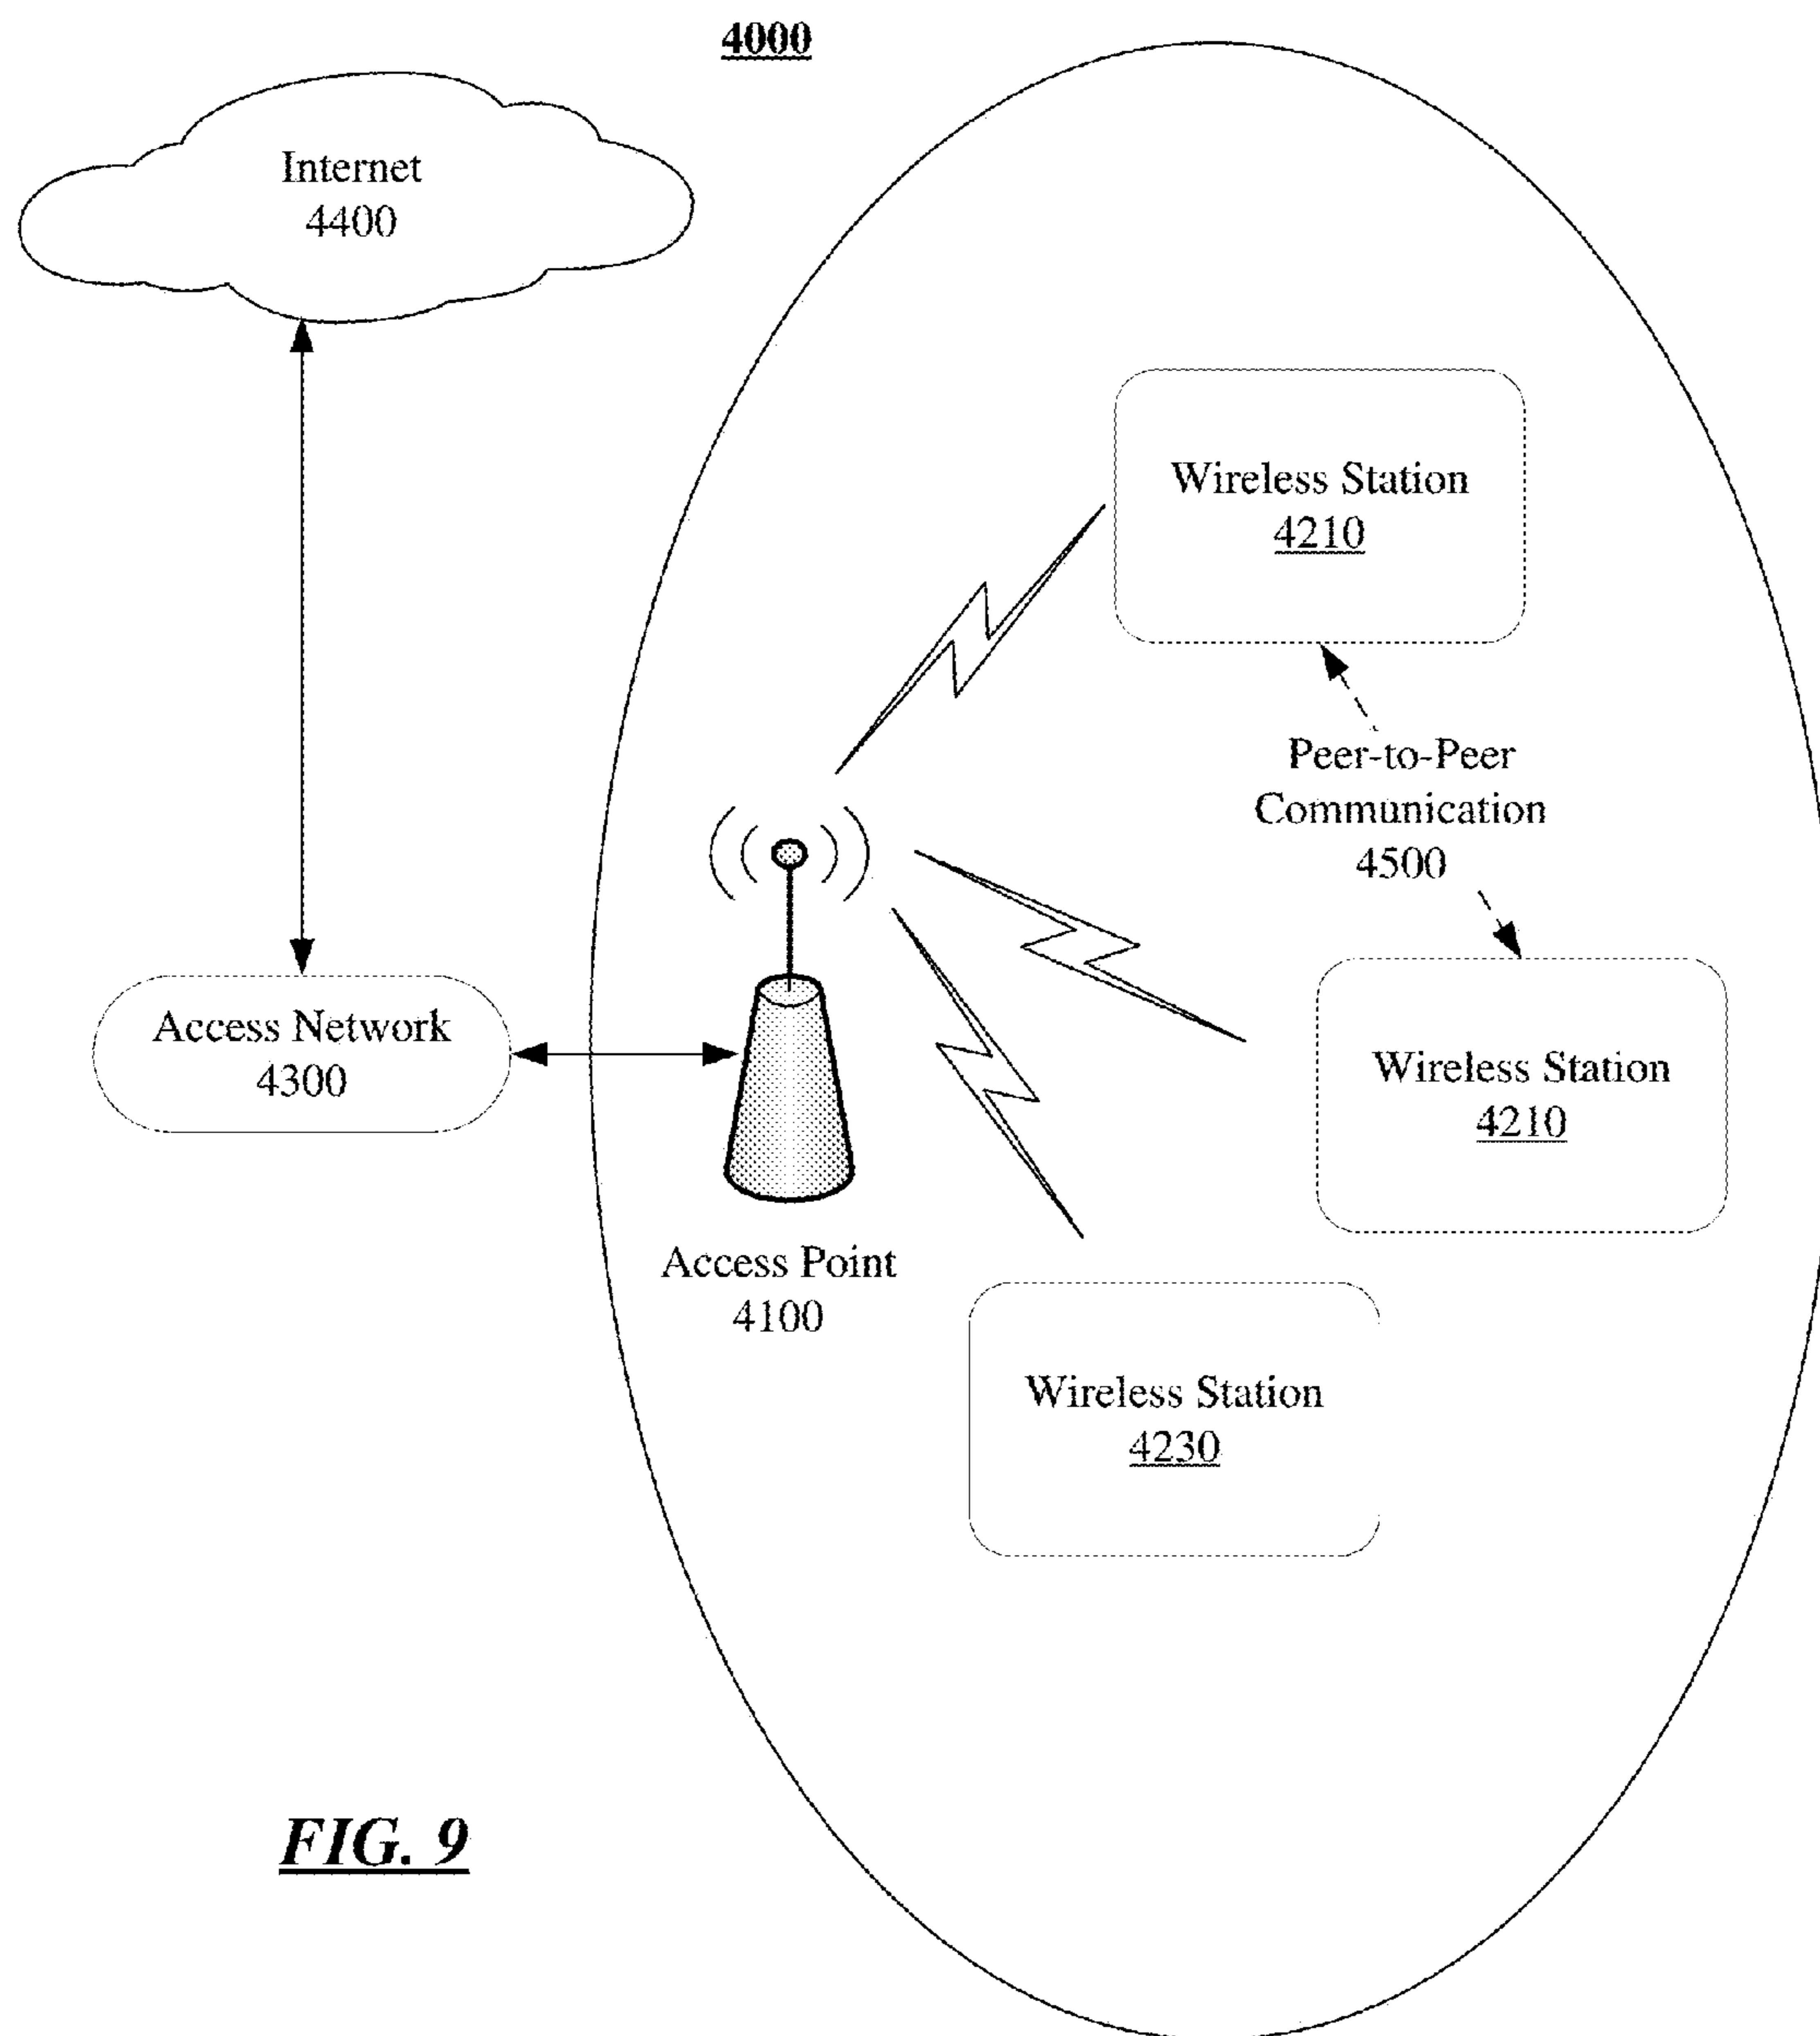 4000
Internet
4400
Wireless Station
4210
Peer-to-Peer
Communication
4500
Access Network
4300
Wireless Station
4210
Access Point
4100
Wireless Station
4230
FIG. 9